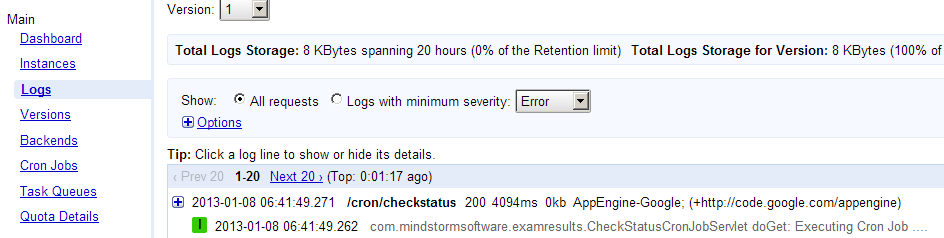 Version: 1
Main
Dashboard
Instances
Logs
Versions
Backends
Cron Jobs
Task Queues
Quota Details
Total Logs Storage: 8 KBytes spanning 20 hours (0% of the Retention limit) Total Logs Storage for Version: 8 KBytes (100% of
Show: All requests Logs with minimum severity: Error
Options
Tip: Click a log line to show or hide its details.
‹ Prev 20 1-20 Next 20 › (Top: 0:01:17 ago)
2013-01-08 06:41:49.271 /cron/checkstatus 200 4094ms 0kb AppEngine-Google; (+http://code.google.com/appengine)
I 2013-01-08 06:41:49.262 com.mindstormsoftware.examresults.CheckStatusCronJobServlet doGet: Executing Cron Job ....